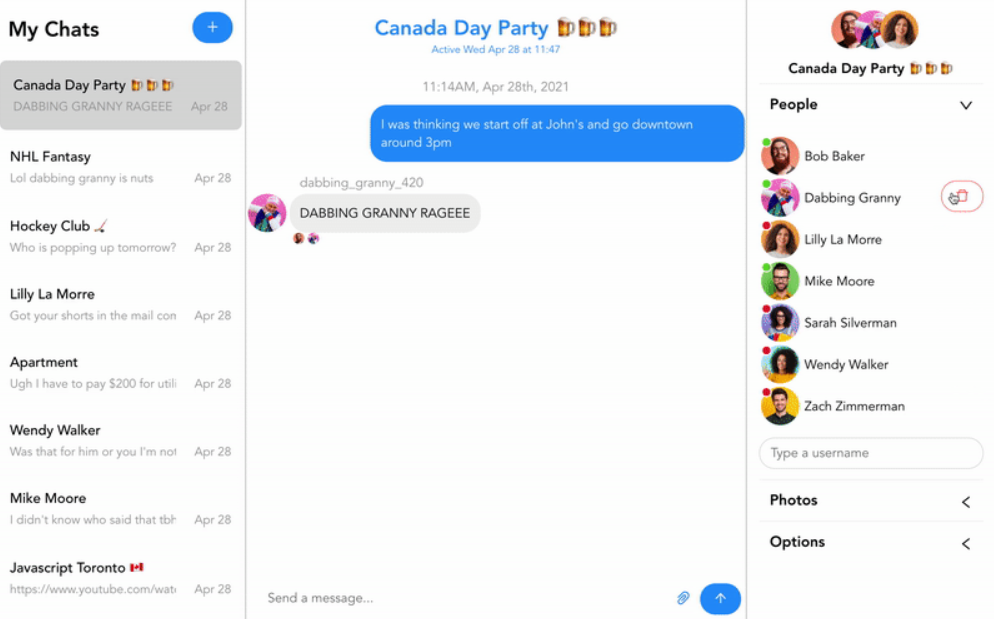 My Chats
+
Canada Day Party 🍻🍻🍻
DABBING GRANNY RAGEEE Apr 28
NHL Fantasy
Lol dabbing granny is nuts Apr 28
Hockey Club 🏒
Who is popping up tomorrow? Apr 28
Lilly La Morre
Got your shorts in the mail com Apr 28
Apartment
Ugh I have to pay $200 for utili Apr 28
Wendy Walker
Was that for him or you I'm not Apr 28
Mike Moore
I didn't know who said that tbh Apr 28
Javascript Toronto 🇨🇦
https://www.youtube.com/wat Apr 28
Canada Day Party 🍻🍻🍻
Active Wed Apr 28 at 11:47
11:14AM, Apr 28th, 2021
I was thinking we start off at John's and go downtown
around 3pm
dabbing_granny_420
DABBING GRANNY RAGEEE
Send a message...
Canada Day Party 🍻🍻🍻
People
Bob Baker
Dabbing Granny
Lilly La Morre
Mike Moore
Sarah Silverman
Wendy Walker
Zach Zimmerman
Type a username
Photos
Options